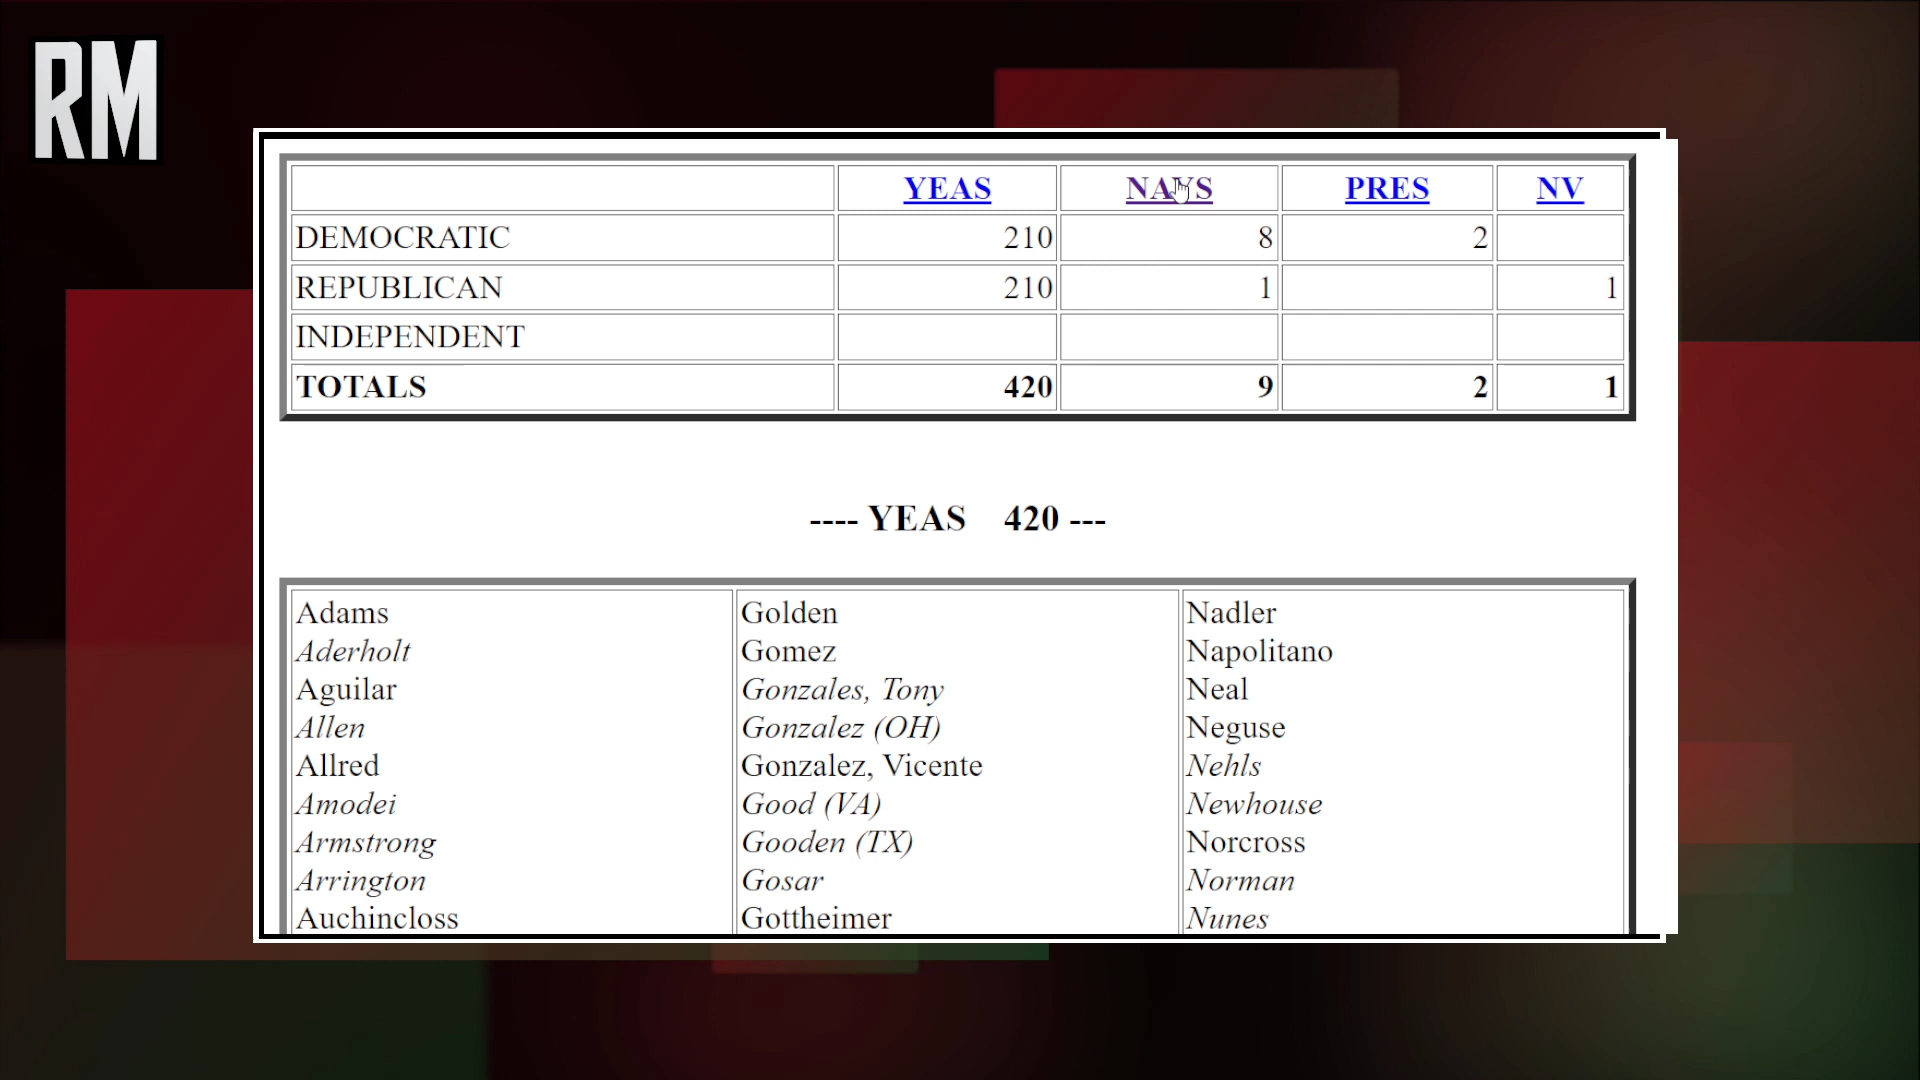 RM
YEAS NAYS PRES NV
DEMOCRATIC 210 8 2
REPUBLICAN 210 1 1
INDEPENDENT
TOTALS 420 9 2 1
---- YEAS 420 ---
Adams Golden Nadler
Aderholt Gomez Napolitano
Aguilar Gonzales, Tony Neal
Allen Gonzalez (OH) Neguse
Allred Gonzalez, Vicente Nehls
Amodei Good (VA) Newhouse
Armstrong Gooden (TX) Norcross
Arrington Gosar Norman
Auchincloss Gottheimer Nunes